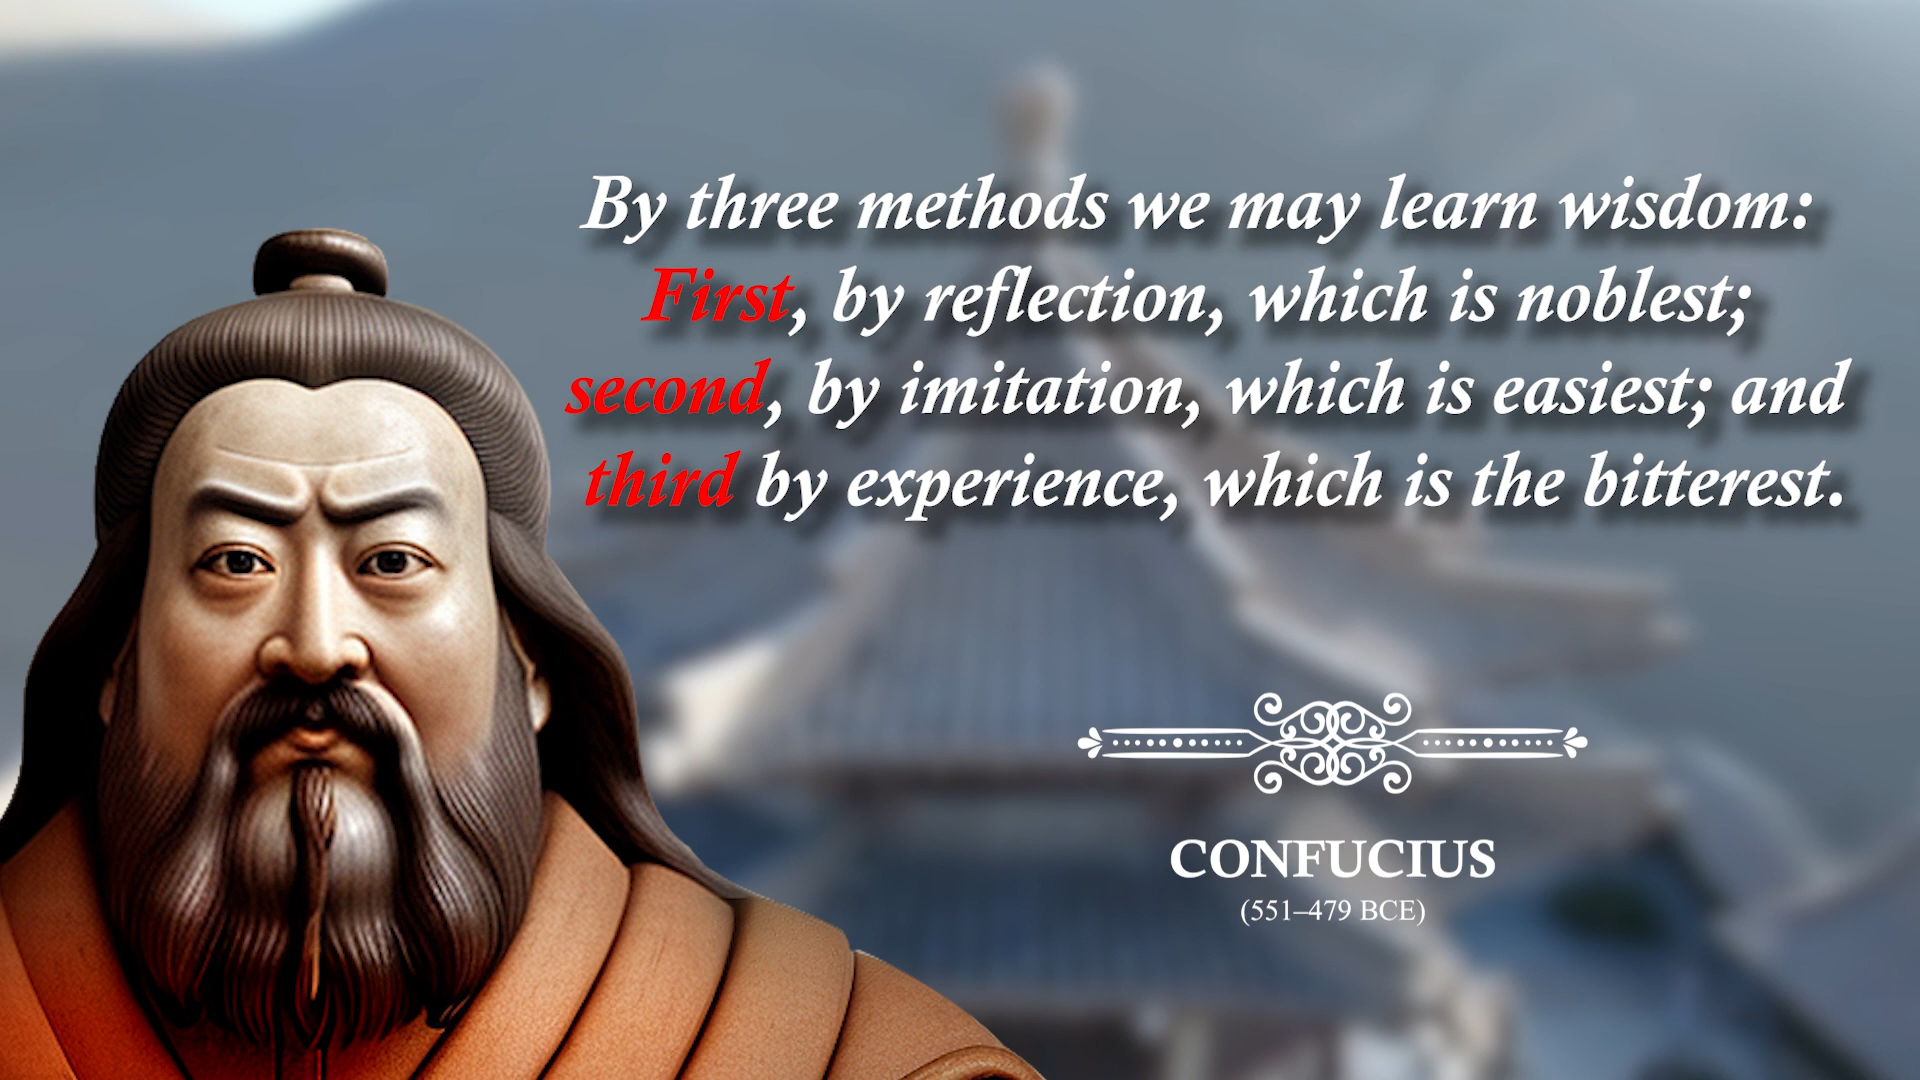 By three methods we may learn wisdom:
First, by reflection, which is noblest;
second, by imitation, which is easiest; and
third by experience, which is the bitterest.
CONFUCIUS
(551–479 BCE)